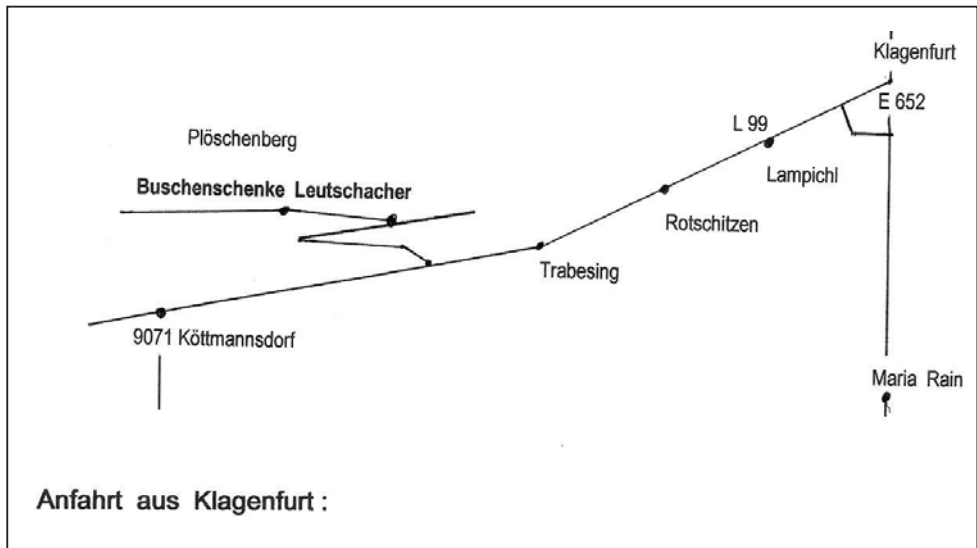 Klagenfurt
E 652
L 99
Plöschenberg
Lampichl
Buschenschenke Leutschacher
Rotschitzen
Trabesing
9071 Köttmannsdorf
Maria Rain
Anfahrt aus Klagenfurt :